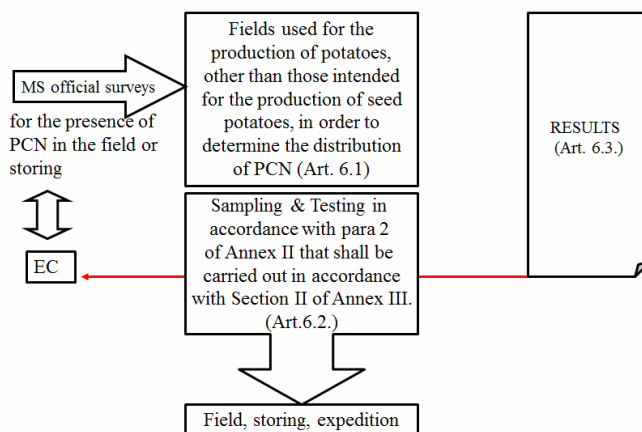 MS official surveys
for the presence of
PCN in the field or
storing
EC
Fields used for the
production of potatoes,
other than those intended
for the production of seed
potatoes, in order to
determine the distribution
of PCN (Art. 6.1)
Sampling & Testing in
accordance with para 2
of Annex II that shall be
carried out in accordance
with Section II of Annex III.
(Art.6.2.)
Field, storing, expedition
RESULTS
(Art. 6.3.)